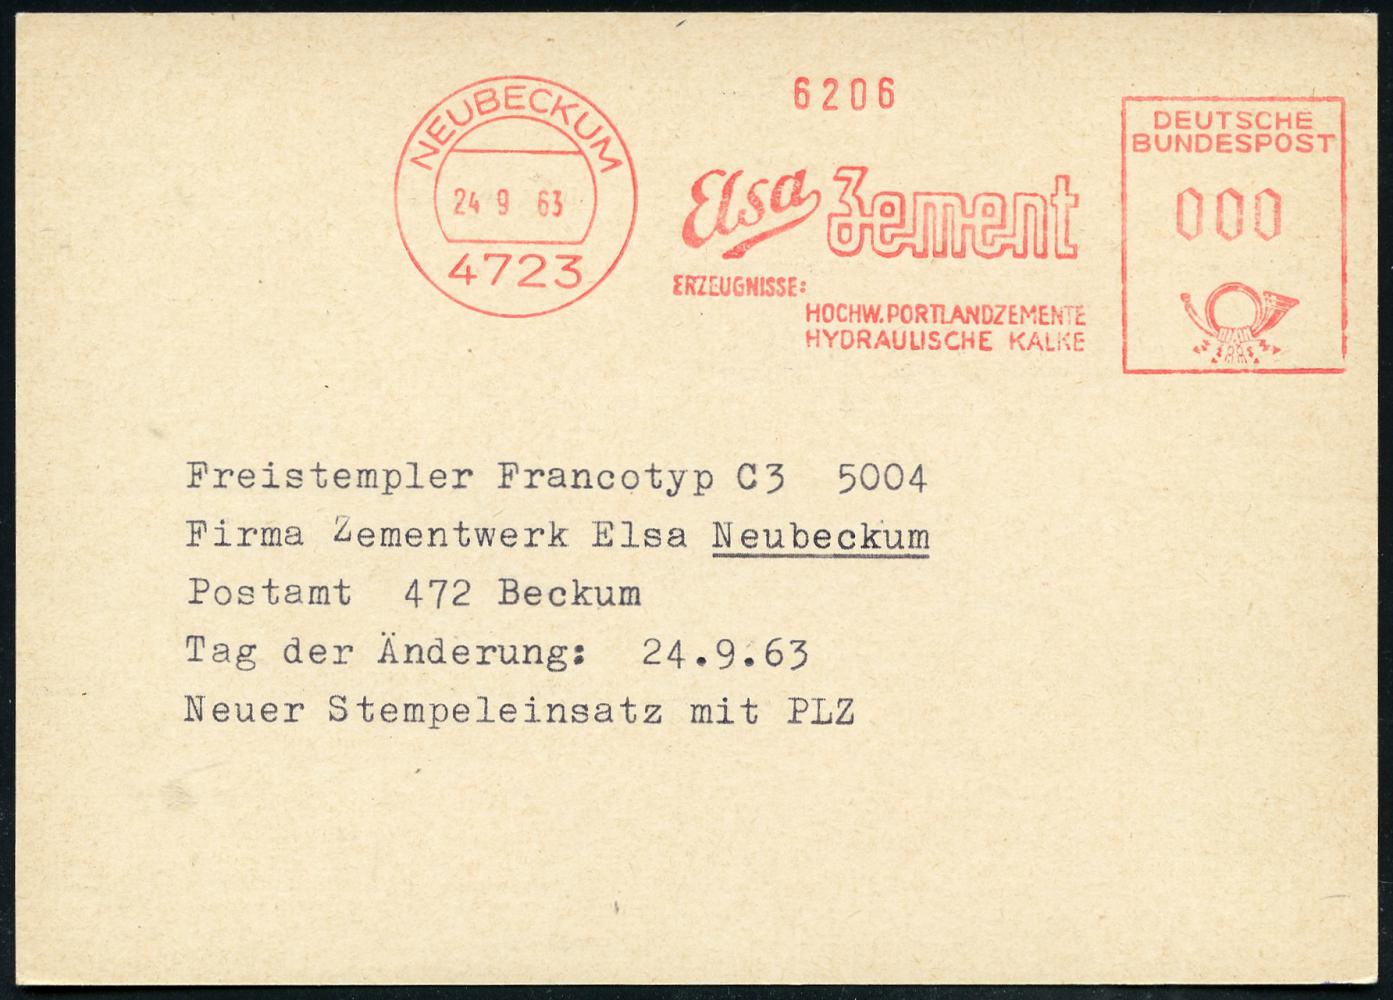 6206
NEUBECKUM
24 9 63
4723
Elsa Zement
ERZEUGNISSE:
HOCHW. PORTLANDZEMENTE
HYDRAULISCHE KALKE
DEUTSCHE
BUNDESPOST
000
Freistempler Francotyp C3 5004
Firma Zementwerk Elsa Neubeckum
Postamt 472 Beckum
Tag der Änderung: 24.9.63
Neuer Stempeleinsatz mit PLZ